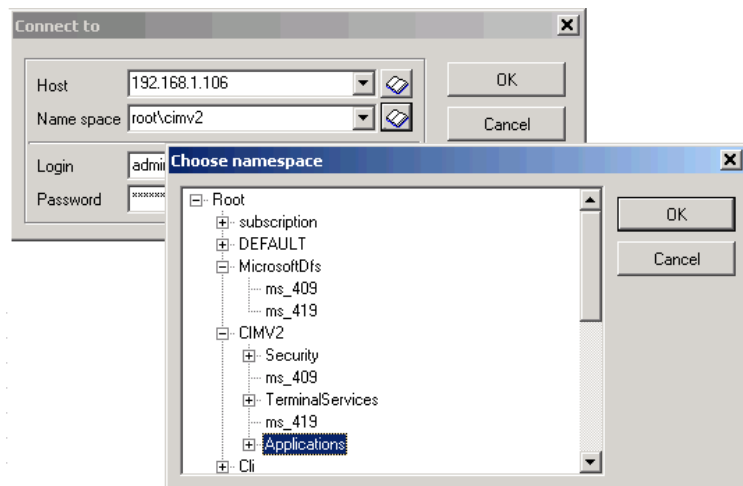 Connect to
Host 192.168.1.106 OK
Name space root\cimv2 Cancel
Login admi
Password ******
Choose namespace
Root OK
subscription
DEFAULT Cancel
MicrosoftDfs
ms_409
ms_419
CIMV2
Security
ms_409
TerminalServices
ms_419
Applications
Cli